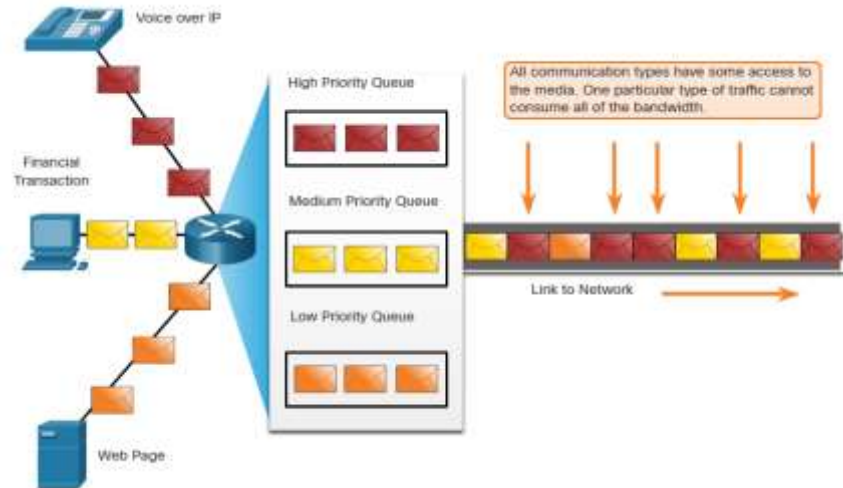 Voice over IP
High Priority Queue
All communication types have some access to
the media. One particular type of traffic cannot
consume all of the bandwidth.
Financial
Transaction
Medium Priority Queue
Link to Network
Low Priority Queue
Web Page